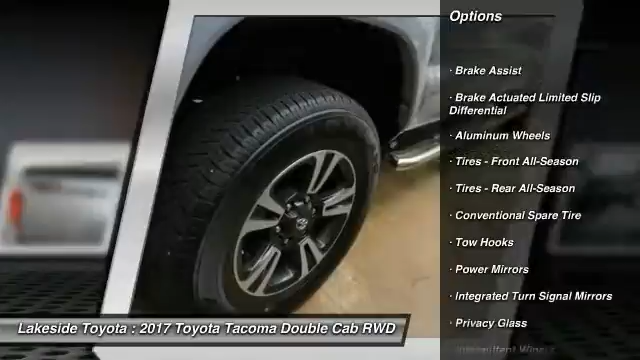 Options
· Brake Assist
· Brake Actuated Limited Slip
Differential
· Aluminum Wheels
· Tires - Front All-Season
· Tires - Rear All-Season
· Conventional Spare Tire
· Tow Hooks
· Power Mirrors
· Integrated Turn Signal Mirrors
· Privacy Glass
Lakeside Toyota : 2017 Toyota Tacoma Double Cab RWD